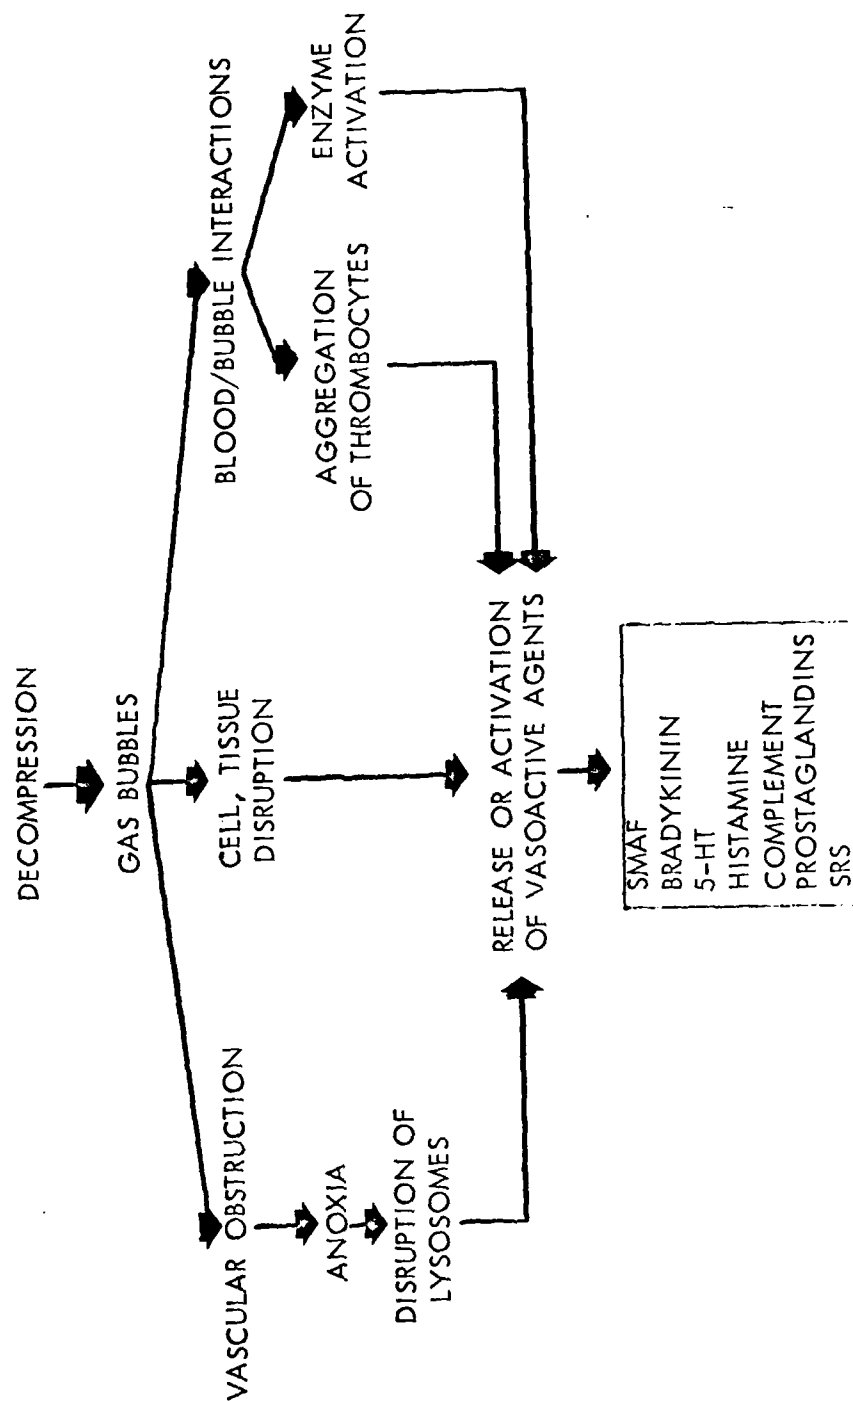 DECOMPRESSION
GAS BUBBLES
VASCULAR OBSTRUCTION
ANOXIA
DISRUPTION OF
LYSOSOMES
CELL, TISSUE
DISRUPTION
BLOOD/BUBBLE INTERACTIONS
AGGREGATION
OF THROMBOCYTES
ENZYME
ACTIVATION
RELEASE OR ACTIVATION
OF VASOACTIVE AGENTS
SMAF
BRADYKININ
5-HT
HISTAMINE
COMPLEMENT
PROSTAGLANDINS
SRS